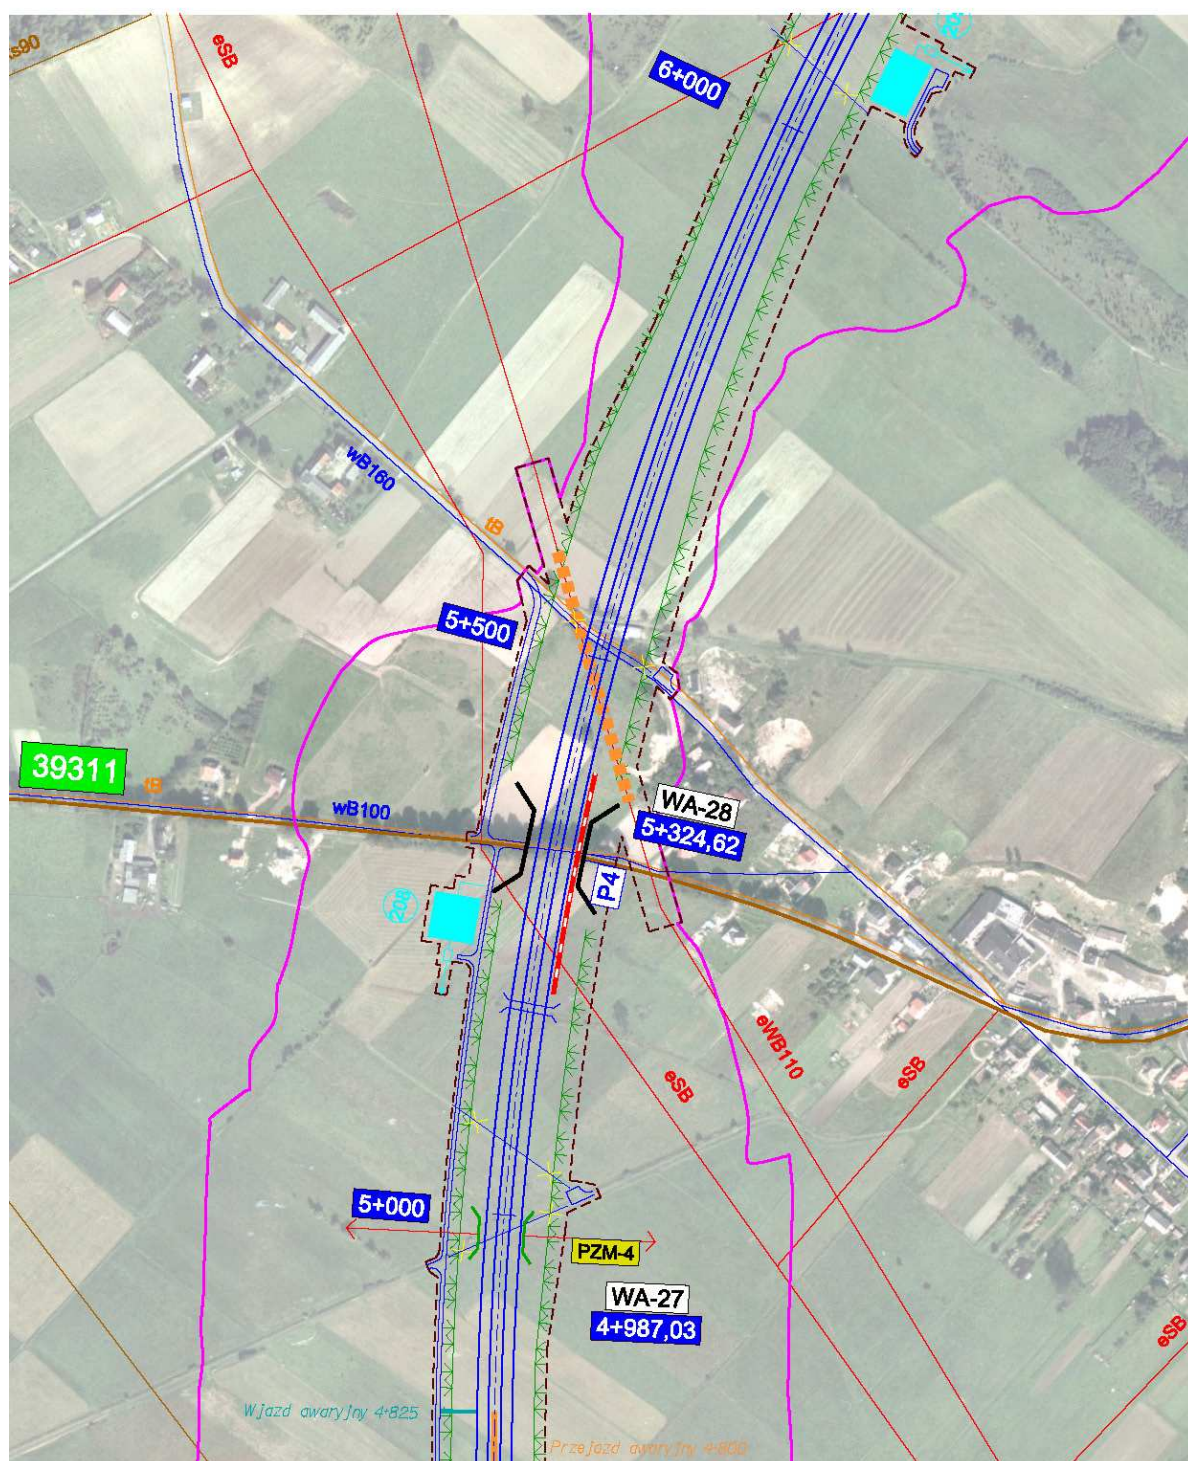 s90
eSB
6+000
wB160
tB
5+500
39311
tB
wB100
WA-28
5+324,62
P4
208
eWB110
eSB
eSB
5+000
PZM-4
WA-27
4+987,03
eSB
Wjazd awaryjny 4+825
Przejazd awaryjny 4+800